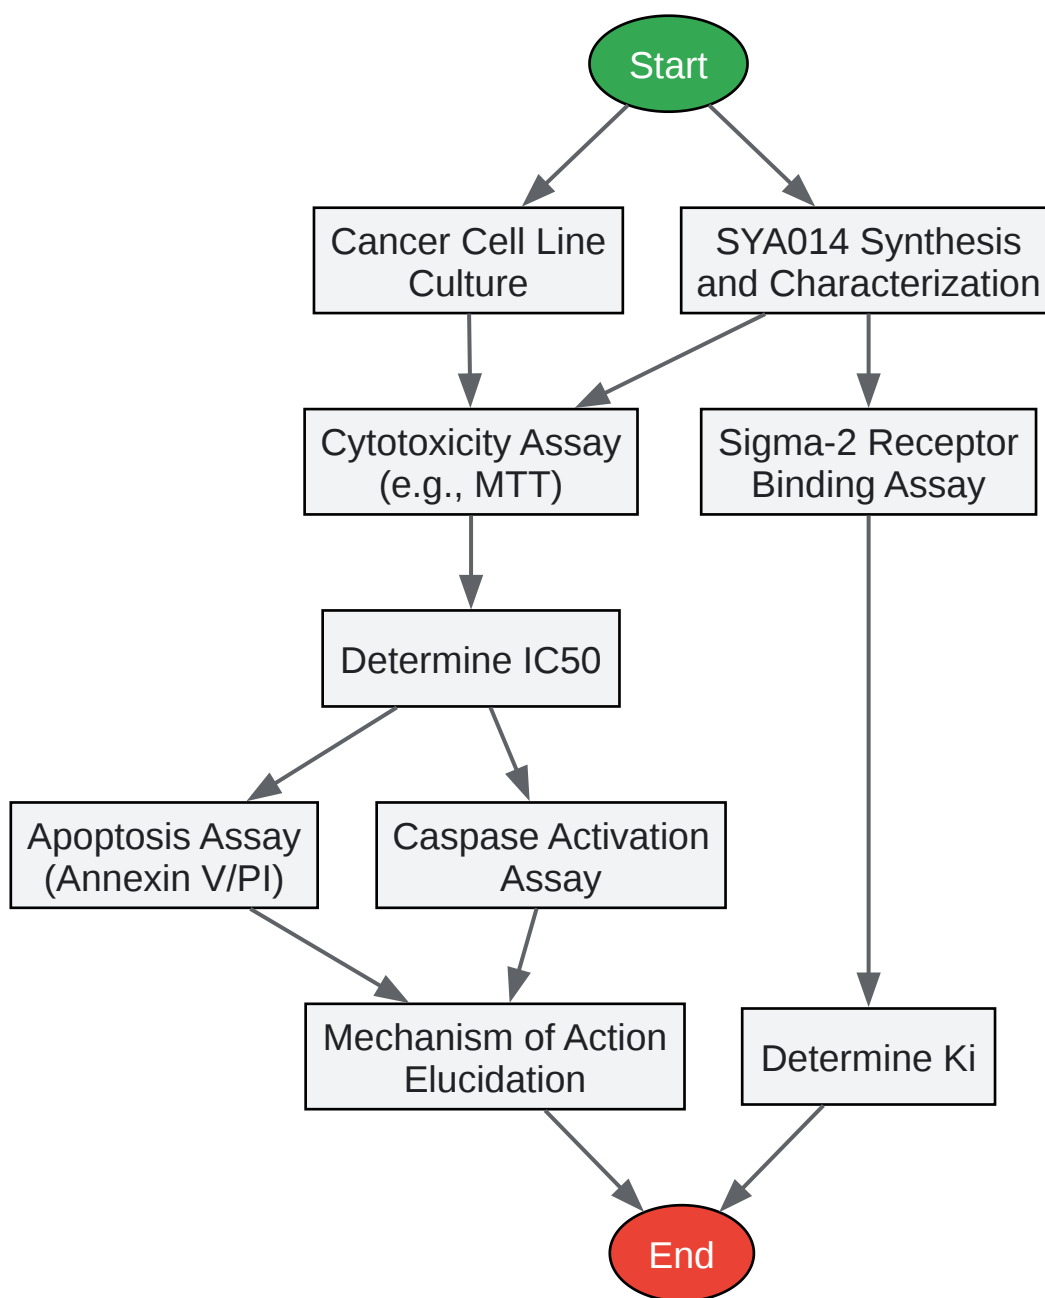 Start
Cancer Cell Line
Culture
SYA014 Synthesis
and Characterization
Cytotoxicity Assay
(e.g., MTT)
Sigma-2 Receptor
Binding Assay
Determine IC50
Apoptosis Assay
(Annexin V/PI)
Caspase Activation
Assay
Mechanism of Action
Elucidation
Determine Ki
End